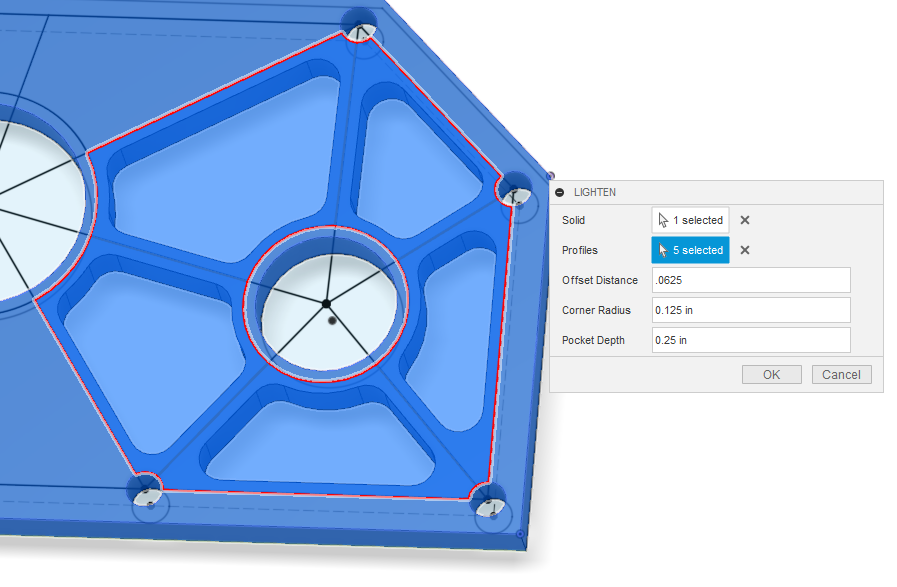 LIGHTEN
Solid 1 selected
Profiles 5 selected
Offset Distance .0625
Corner Radius 0.125 in
Pocket Depth 0.25 in
OK Cancel